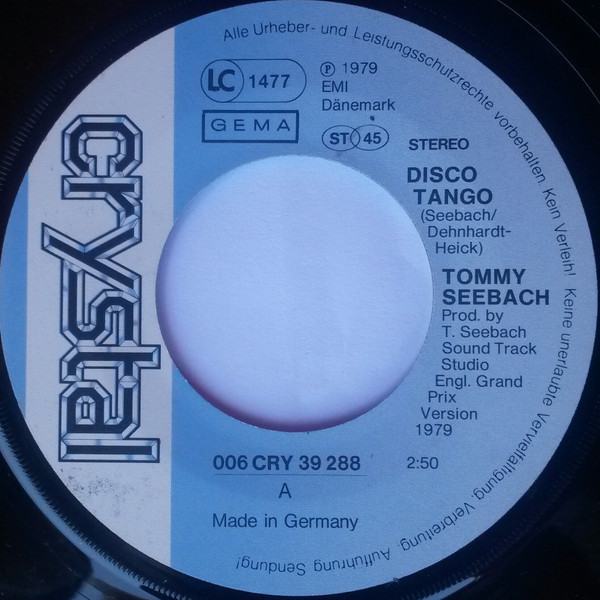 Alle Urheber- und Leistungsschutzrechte vorbehalten. Kein Verleih! Keine unerlaubte Vervielfältigung, Verbreitung, Aufführung, Sendung!
crystal
LC 1477
GEMA
℗ 1979
EMI
Dänemark
ST 45
STEREO
DISCO
TANGO
(Seebach/
Dehnhardt-
Heick)
TOMMY
SEEBACH
Prod. by
T. Seebach
Sound Track
Studio
Engl. Grand
Prix
Version
1979
006 CRY 39 288
2:50
A
Made in Germany